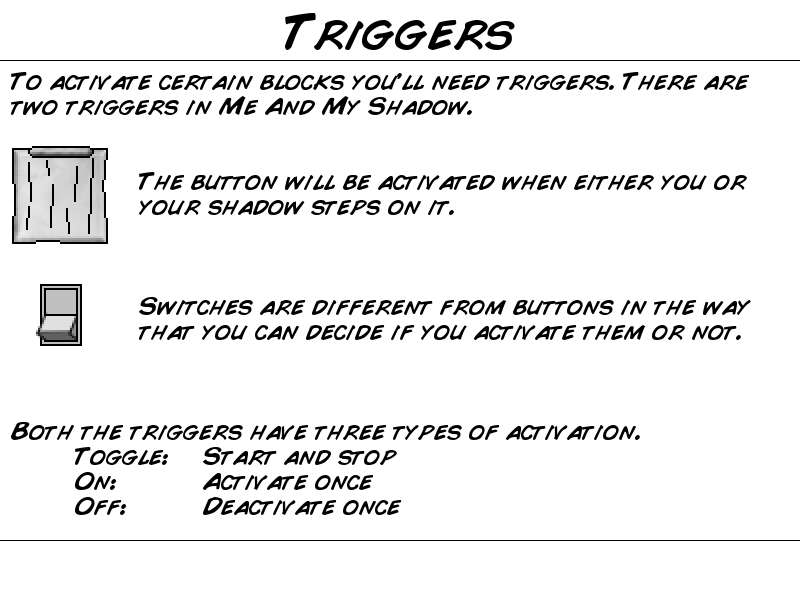 Triggers
To activate certain blocks you'll need triggers. There are
two triggers in Me And My Shadow.
The button will be activated when either you or
your shadow steps on it.
Switches are different from buttons in the way
that you can decide if you activate them or not.
Both the triggers have three types of activation.
Toggle: Start and stop
On: Activate once
Off: Deactivate once